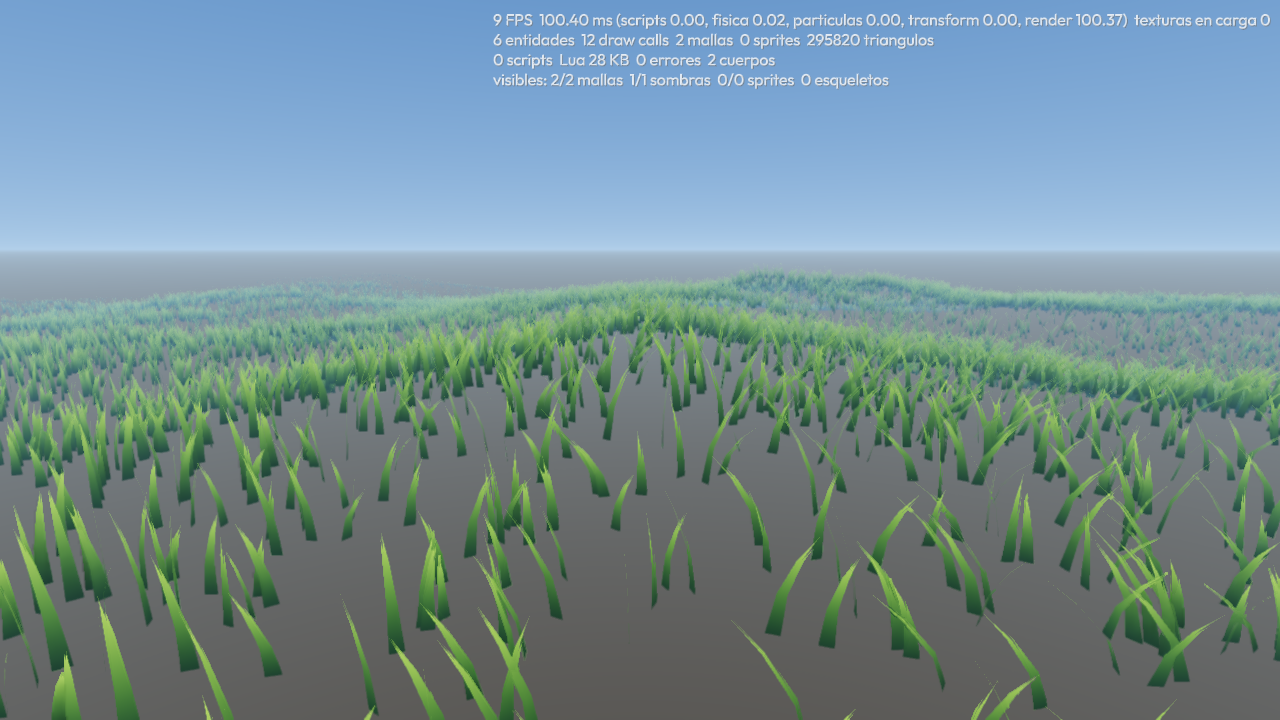 9 FPS 100.40 ms (scripts 0.00, fisica 0.02, particulas 0.00, transform 0.00, render 100.37) texturas en carga 0
6 entidades 12 draw calls 2 mallas 0 sprites 295820 triangulos
0 scripts Lua 28 KB 0 errores 2 cuerpos
visibles: 2/2 mallas 1/1 sombras 0/0 sprites 0 esqueletos